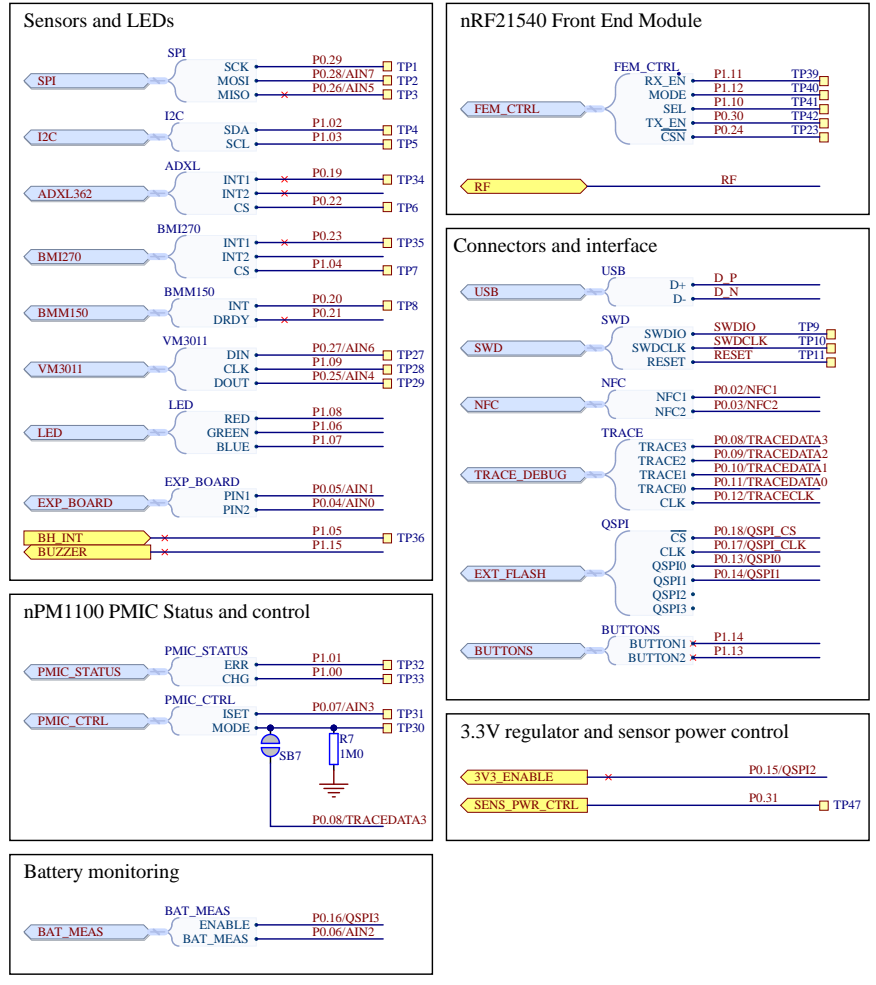 Sensors and LEDs
SPI
SPI
SCK P0.29 TP1
MOSI P0.28/AIN7 TP2
MISO P0.26/AIN5 TP3
I2C
I2C
SDA P1.02 TP4
SCL P1.03 TP5
ADXL
ADXL362
INT1 P0.19 TP34
INT2
CS P0.22 TP6
BMI270
BMI270
INT1 P0.23 TP35
INT2
CS P1.04 TP7
BMM150
BMM150
INT P0.20 TP8
DRDY P0.21
VM3011
VM3011
DIN P0.27/AIN6 TP27
CLK P1.09 TP28
DOUT P0.25/AIN4 TP29
LED
LED
RED P1.08
GREEN P1.06
BLUE P1.07
EXP_BOARD
EXP_BOARD
PIN1 P0.05/AIN1
PIN2 P0.04/AIN0
BH_INT P1.05 TP36
BUZZER P1.15
nPM1100 PMIC Status and control
PMIC_STATUS
PMIC_STATUS
ERR P1.01 TP32
CHG P1.00 TP33
PMIC_CTRL
PMIC_CTRL
ISET P0.07/AIN3 TP31
MODE TP30
SB7
R7
1M0
P0.08/TRACEDATA3
Battery monitoring
BAT_MEAS
BAT_MEAS
ENABLE P0.16/QSPI3
BAT_MEAS P0.06/AIN2
nRF21540 Front End Module
FEM_CTRL
FEM_CTRL
RX_EN P1.11 TP39
MODE P1.12 TP40
SEL P1.10 TP41
TX_EN P0.30 TP42
CSN P0.24 TP23
RF RF
Connectors and interface
USB
USB
D+ D_P
D- D_N
SWD
SWD
SWDIO SWDIO TP9
SWDCLK SWDCLK TP10
RESET RESET TP11
NFC
NFC
NFC1 P0.02/NFC1
NFC2 P0.03/NFC2
TRACE
TRACE_DEBUG
TRACE3 P0.08/TRACEDATA3
TRACE2 P0.09/TRACEDATA2
TRACE1 P0.10/TRACEDATA1
TRACE0 P0.11/TRACEDATA0
CLK P0.12/TRACECLK
QSPI
EXT_FLASH
CS P0.18/QSPI_CS
CLK P0.17/QSPI_CLK
QSPI0 P0.13/QSPI0
QSPI1 P0.14/QSPI1
QSPI2
QSPI3
BUTTONS
BUTTONS
BUTTON1 P1.14
BUTTON2 P1.13
3.3V regulator and sensor power control
3V3_ENABLE P0.15/QSPI2
SENS_PWR_CTRL P0.31 TP47